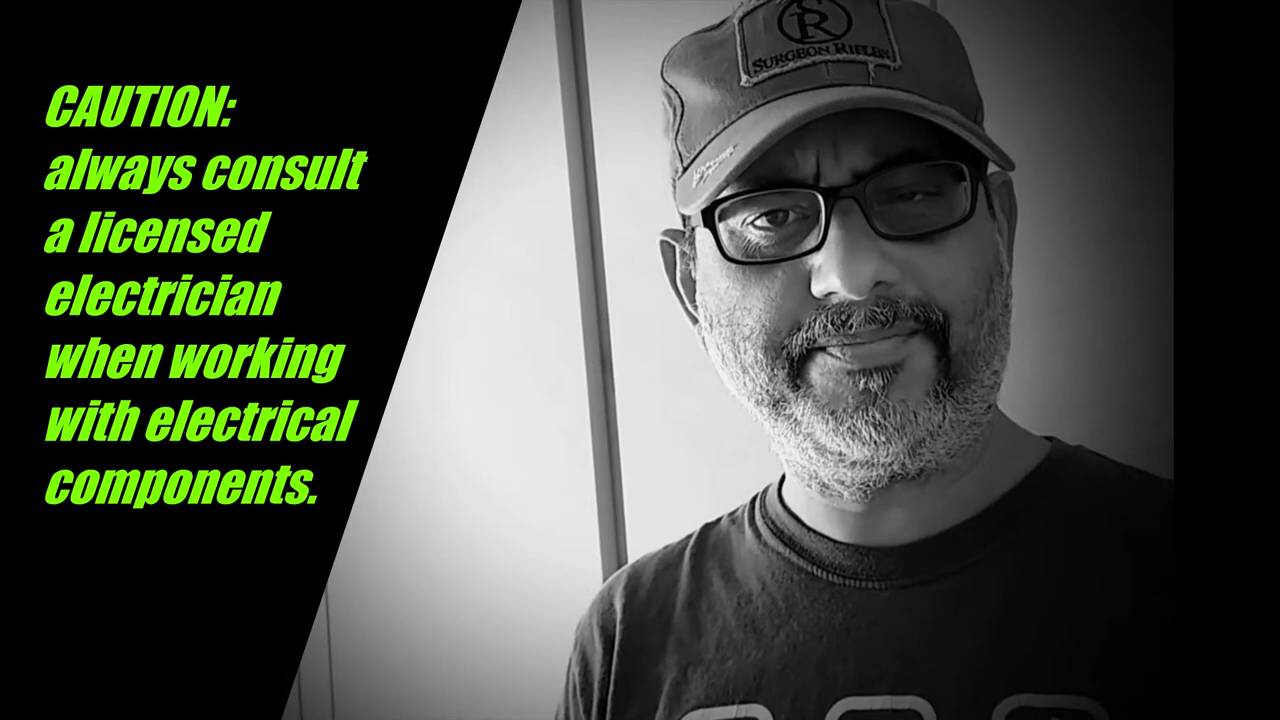 CAUTION:
always consult
a licensed
electrician
when working
with electrical
components.
SR
SURGEON RIFLES